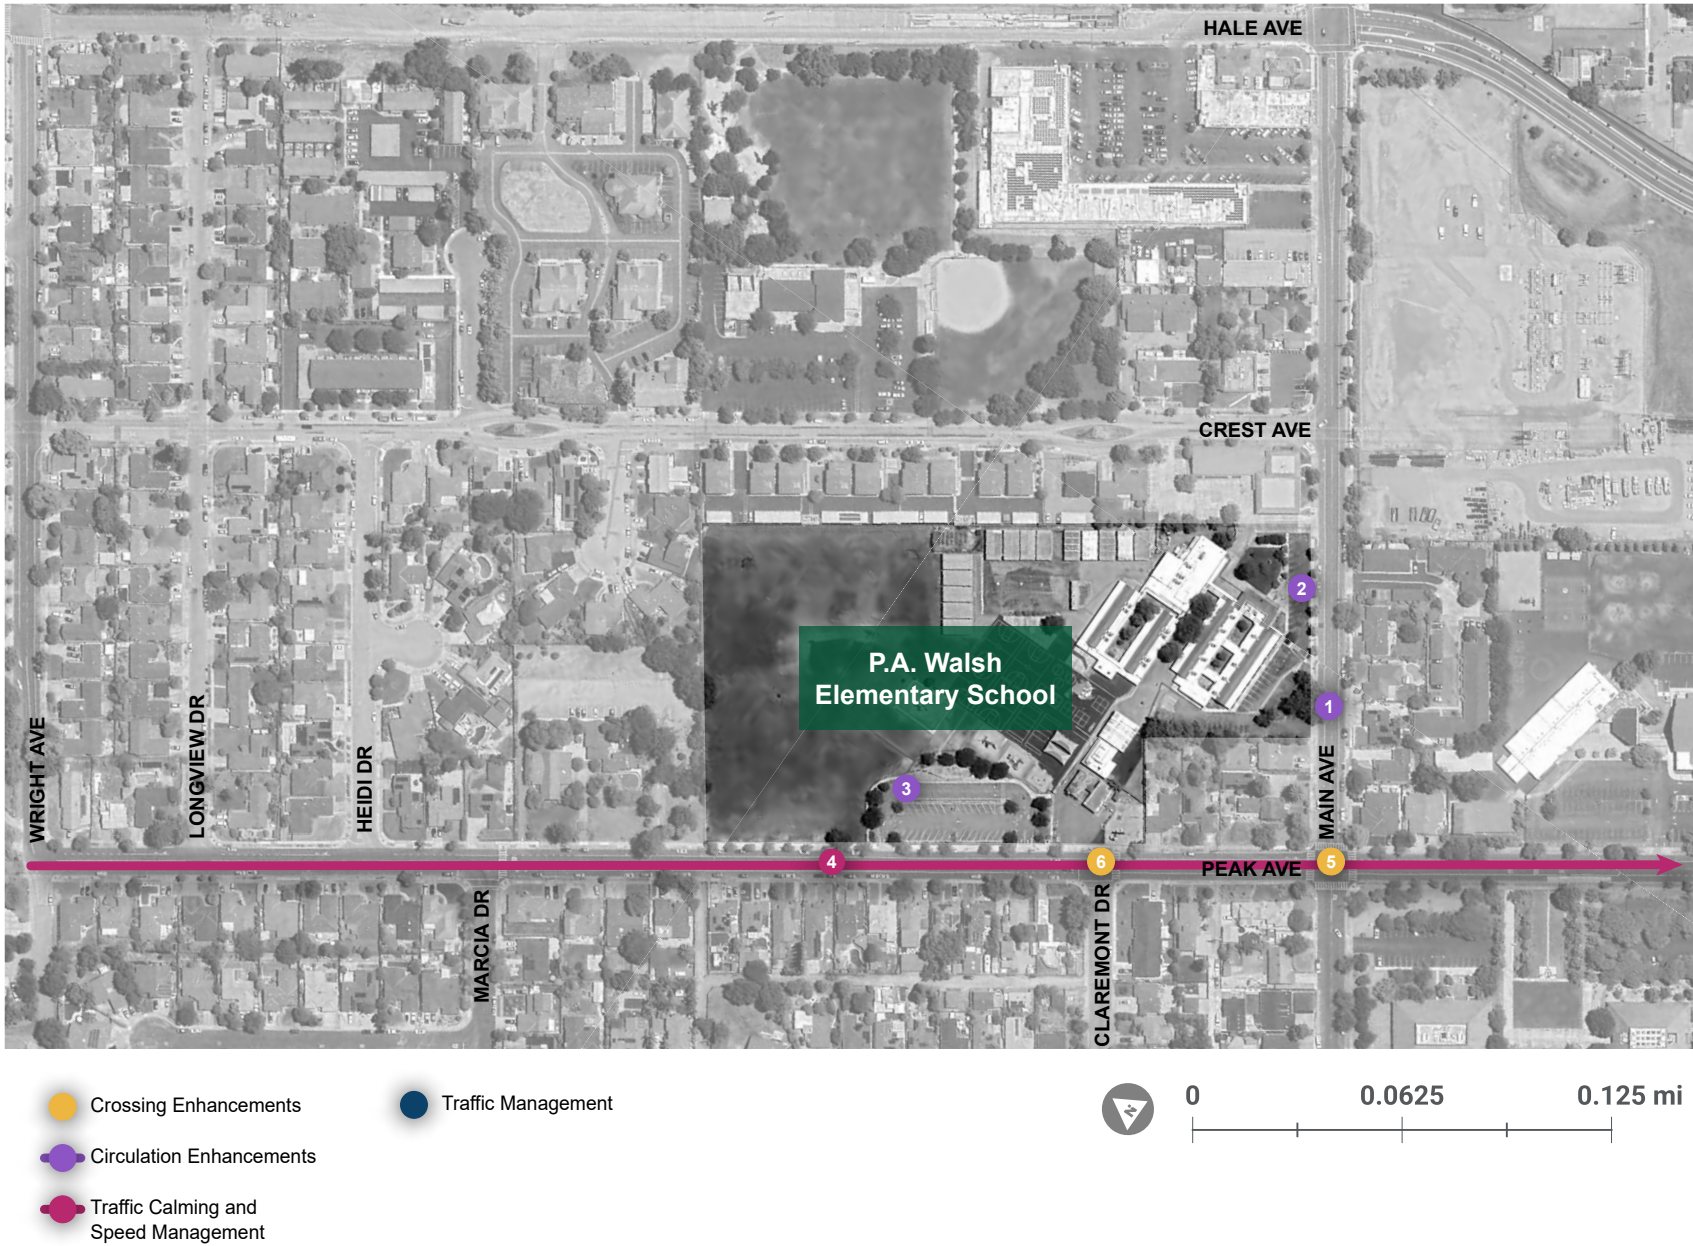 HALE AVE
CREST AVE
2
P.A. Walsh
Elementary School
1
WRIGHT AVE
LONGVIEW DR
HEIDI DR
3
MAIN AVE
4
6
PEAK AVE
5
MARCIA DR
CLAREMONT DR
Crossing Enhancements
Traffic Management
Circulation Enhancements
Traffic Calming and
Speed Management
N
0
0.0625
0.125 mi